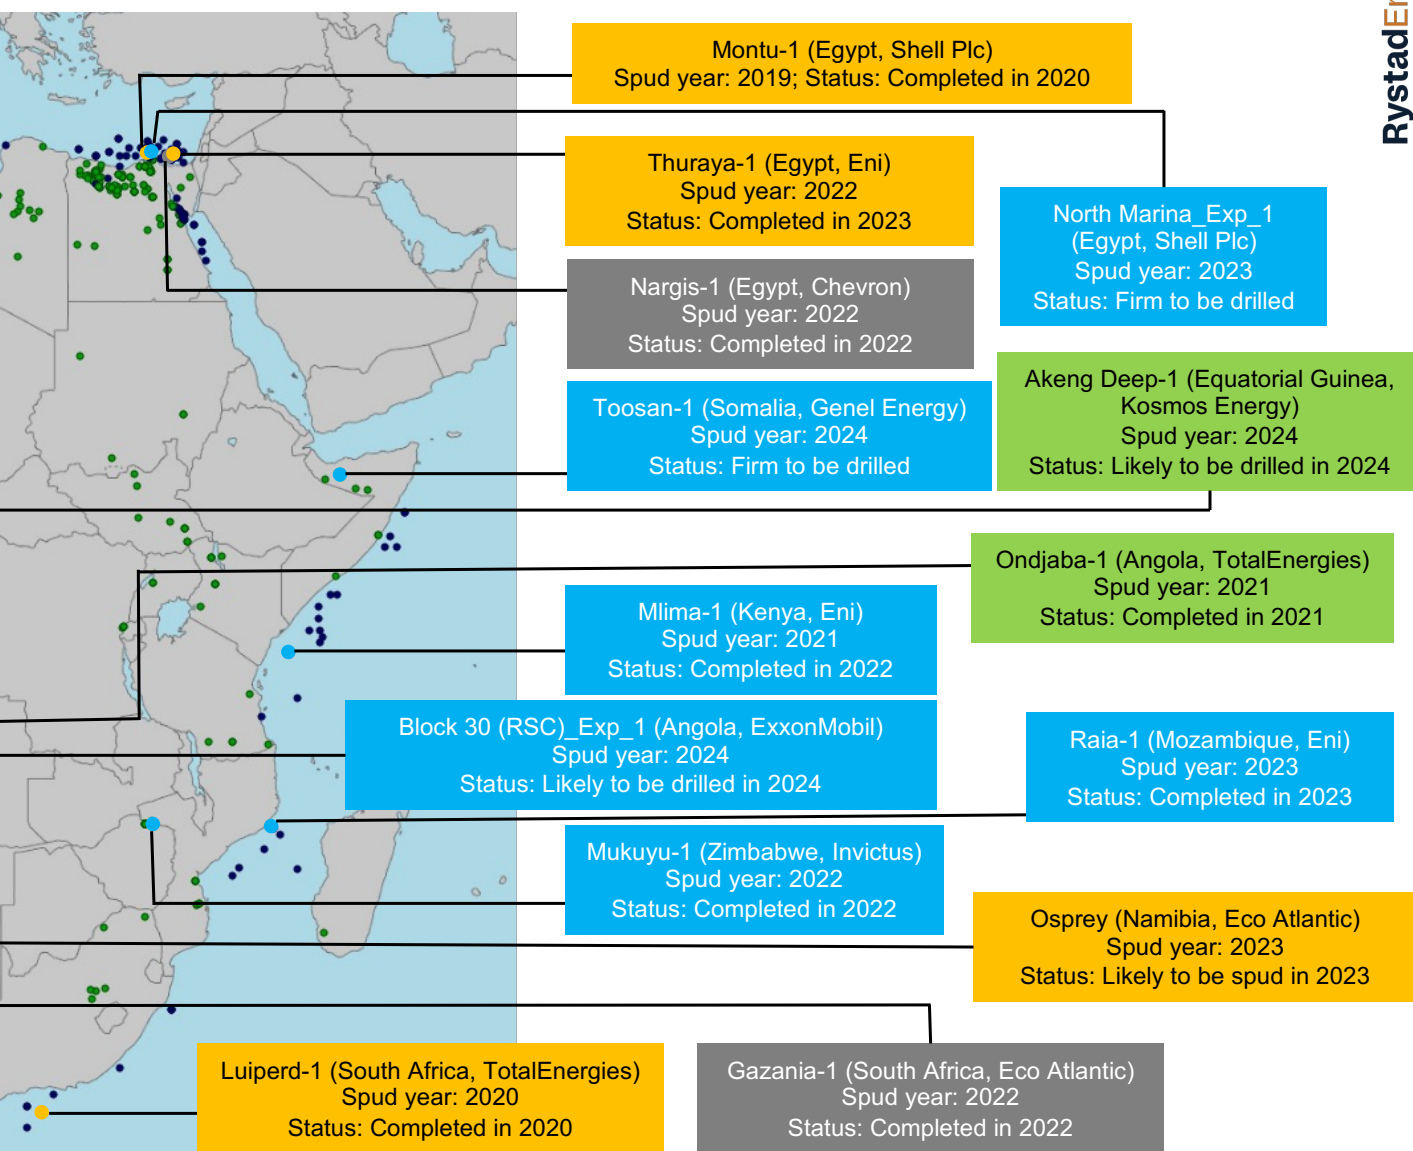 RystadEn
Montu-1 (Egypt, Shell Plc)
Spud year: 2019; Status: Completed in 2020
Thuraya-1 (Egypt, Eni)
Spud year: 2022
Status: Completed in 2023
North Marina_Exp_1
(Egypt, Shell Plc)
Spud year: 2023
Status: Firm to be drilled
Nargis-1 (Egypt, Chevron)
Spud year: 2022
Status: Completed in 2022
Akeng Deep-1 (Equatorial Guinea,
Kosmos Energy)
Spud year: 2024
Status: Likely to be drilled in 2024
Toosan-1 (Somalia, Genel Energy)
Spud year: 2024
Status: Firm to be drilled
Ondjaba-1 (Angola, TotalEnergies)
Spud year: 2021
Status: Completed in 2021
Mlima-1 (Kenya, Eni)
Spud year: 2021
Status: Completed in 2022
Block 30 (RSC)_Exp_1 (Angola, ExxonMobil)
Spud year: 2024
Status: Likely to be drilled in 2024
Raia-1 (Mozambique, Eni)
Spud year: 2023
Status: Completed in 2023
Mukuyu-1 (Zimbabwe, Invictus)
Spud year: 2022
Status: Completed in 2022
Osprey (Namibia, Eco Atlantic)
Spud year: 2023
Status: Likely to be spud in 2023
Luiperd-1 (South Africa, TotalEnergies)
Spud year: 2020
Status: Completed in 2020
Gazania-1 (South Africa, Eco Atlantic)
Spud year: 2022
Status: Completed in 2022